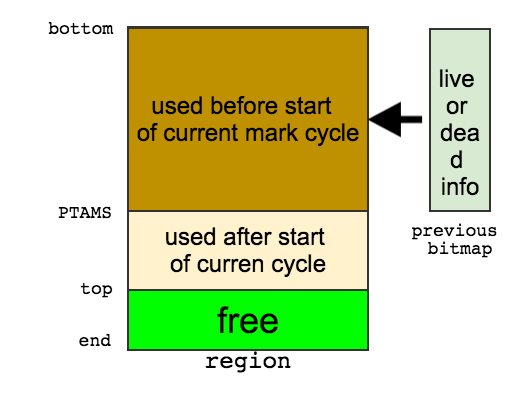 bottom
used before start
of current mark cycle
live
or
dea
d
info
PTAMS
used after start
of curren cycle
previous
bitmap
top
free
end
region